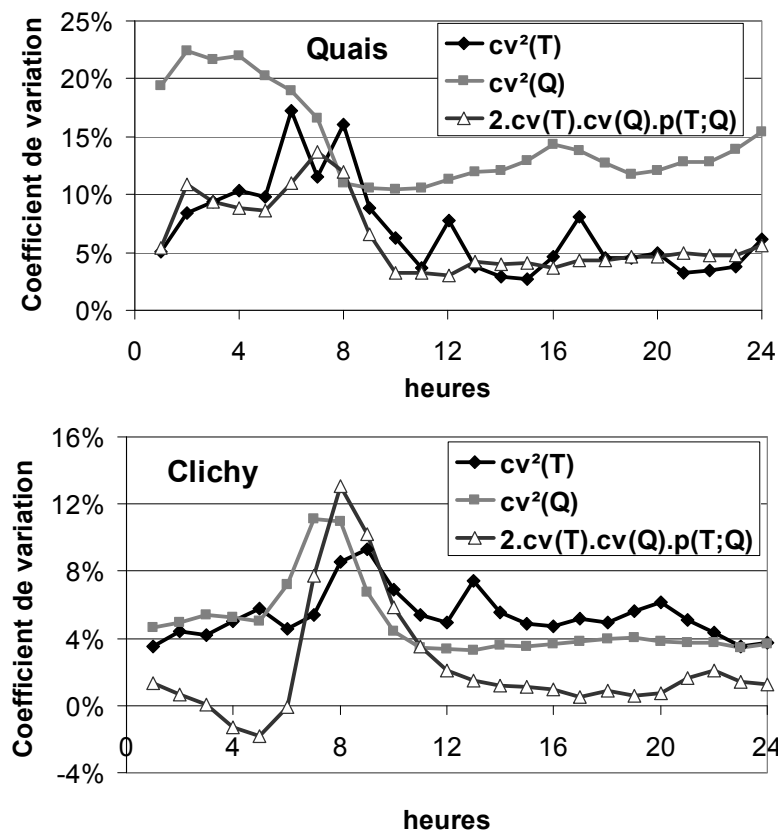 Quais
cv²(T)
cv²(Q)
2.cv(T).cv(Q).p(T;Q)
Coefficient de variation
25%
20%
15%
10%
5%
0%
0 4 8 12 16 20 24
heures
Clichy
cv²(T)
cv²(Q)
2.cv(T).cv(Q).p(T;Q)
Coefficient de variation
16%
12%
8%
4%
0%
-4%
0 4 8 12 16 20 24
heures